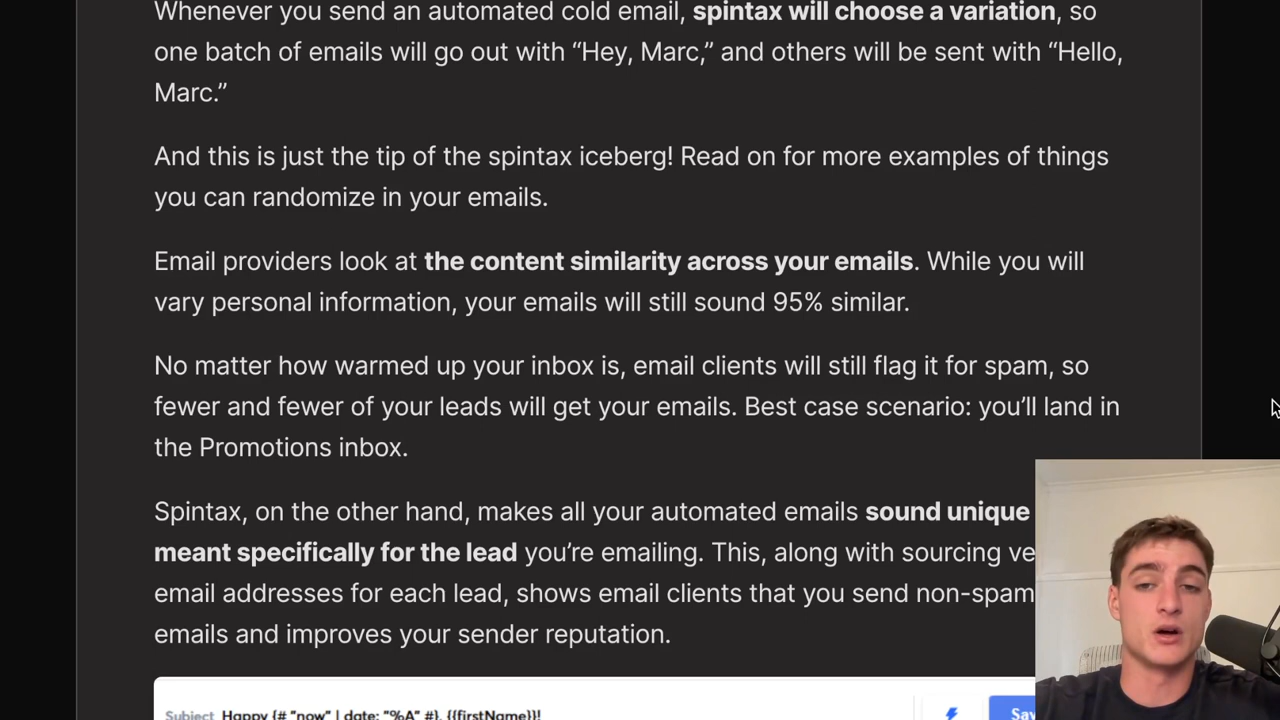 Whenever you send an automated cold email, spintax will choose a variation, so
one batch of emails will go out with “Hey, Marc,” and others will be sent with “Hello,
Marc.”
And this is just the tip of the spintax iceberg! Read on for more examples of things
you can randomize in your emails.
Email providers look at the content similarity across your emails. While you will
vary personal information, your emails will still sound 95% similar.
No matter how warmed up your inbox is, email clients will still flag it for spam, so
fewer and fewer of your leads will get your emails. Best case scenario: you’ll land in
the Promotions inbox.
Spintax, on the other hand, makes all your automated emails sound unique
meant specifically for the lead you’re emailing. This, along with sourcing
email addresses for each lead, shows email clients that you send non-spam
emails and improves your sender reputation.
Subject Happy {# "now" | date: "%A" #}, {{firstName}}!